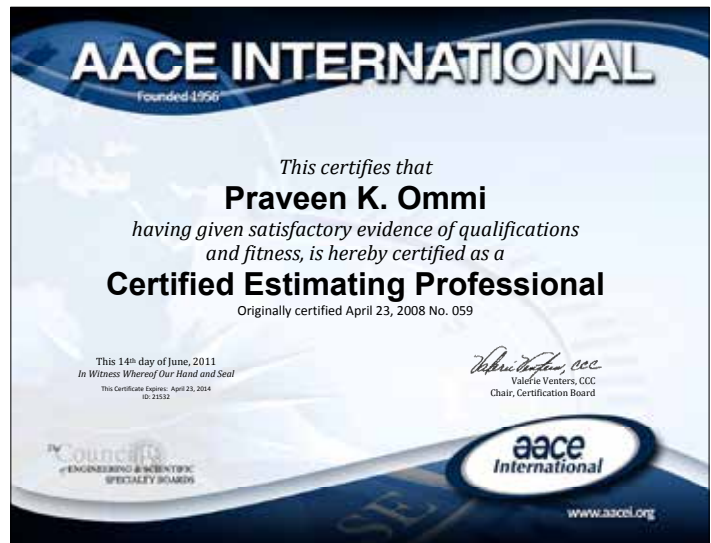 AACE INTERNATIONAL
Founded 1956
This certifies that
Praveen K. Ommi
having given satisfactory evidence of qualifications
and fitness, is hereby certified as a
Certified Estimating Professional
Originally certified April 23, 2008 No. 059
This 14th day of June, 2011
In Witness Whereof Our Hand and Seal
This Certificate Expires: April 23, 2014
ID: 21532
Valerie Venters, CCC
Valerie Venters, CCC
Chair, Certification Board
The
Council
of ENGINEERING & SCIENTIFIC
SPECIALTY BOARDS
aace
International
SE
www.aacei.org